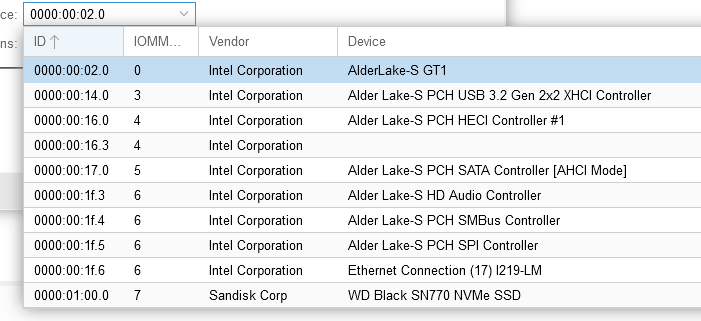 ce: 0000:00:02.0
ns:
ID IOMM... Vendor Device
0000:00:02.0 0 Intel Corporation AlderLake-S GT1
0000:00:14.0 3 Intel Corporation Alder Lake-S PCH USB 3.2 Gen 2x2 XHCI Controller
0000:00:16.0 4 Intel Corporation Alder Lake-S PCH HECI Controller #1
0000:00:16.3 4 Intel Corporation
0000:00:17.0 5 Intel Corporation Alder Lake-S PCH SATA Controller [AHCI Mode]
0000:00:1f.3 6 Intel Corporation Alder Lake-S HD Audio Controller
0000:00:1f.4 6 Intel Corporation Alder Lake-S PCH SMBus Controller
0000:00:1f.5 6 Intel Corporation Alder Lake-S PCH SPI Controller
0000:00:1f.6 6 Intel Corporation Ethernet Connection (17) I219-LM
0000:01:00.0 7 Sandisk Corp WD Black SN770 NVMe SSD